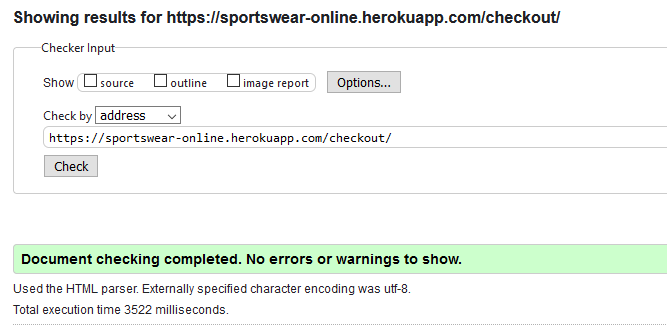 Showing results for https://sportswear-online.herokuapp.com/checkout/
Checker Input
Show source outline image report Options...
Check by address
https://sportswear-online.herokuapp.com/checkout/
Check
Document checking completed. No errors or warnings to show.
Used the HTML parser. Externally specified character encoding was utf-8.
Total execution time 3522 milliseconds.